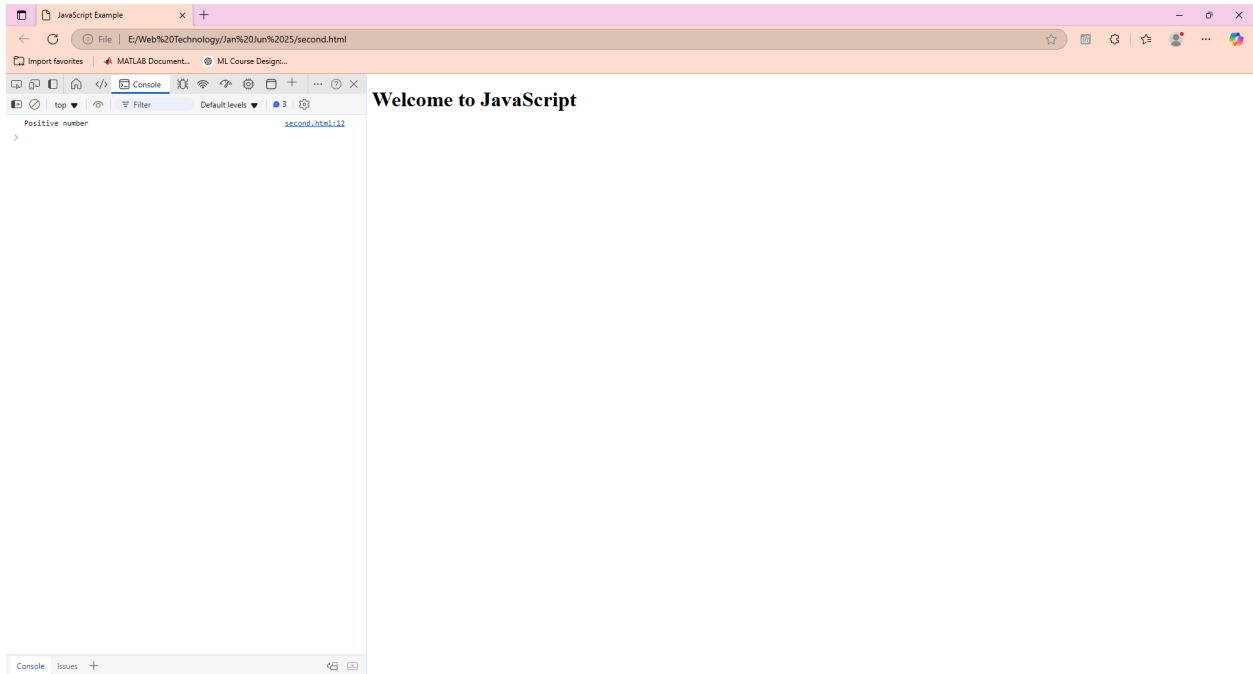 JavaScript Example
File E:/Web%20Technology/Jan%20Jun%2025/second.html
Import favorites MATLAB Document... ML Course Design:...
Console
top Filter Default levels 3
Positive number second.html:12
Welcome to JavaScript
Console Issues